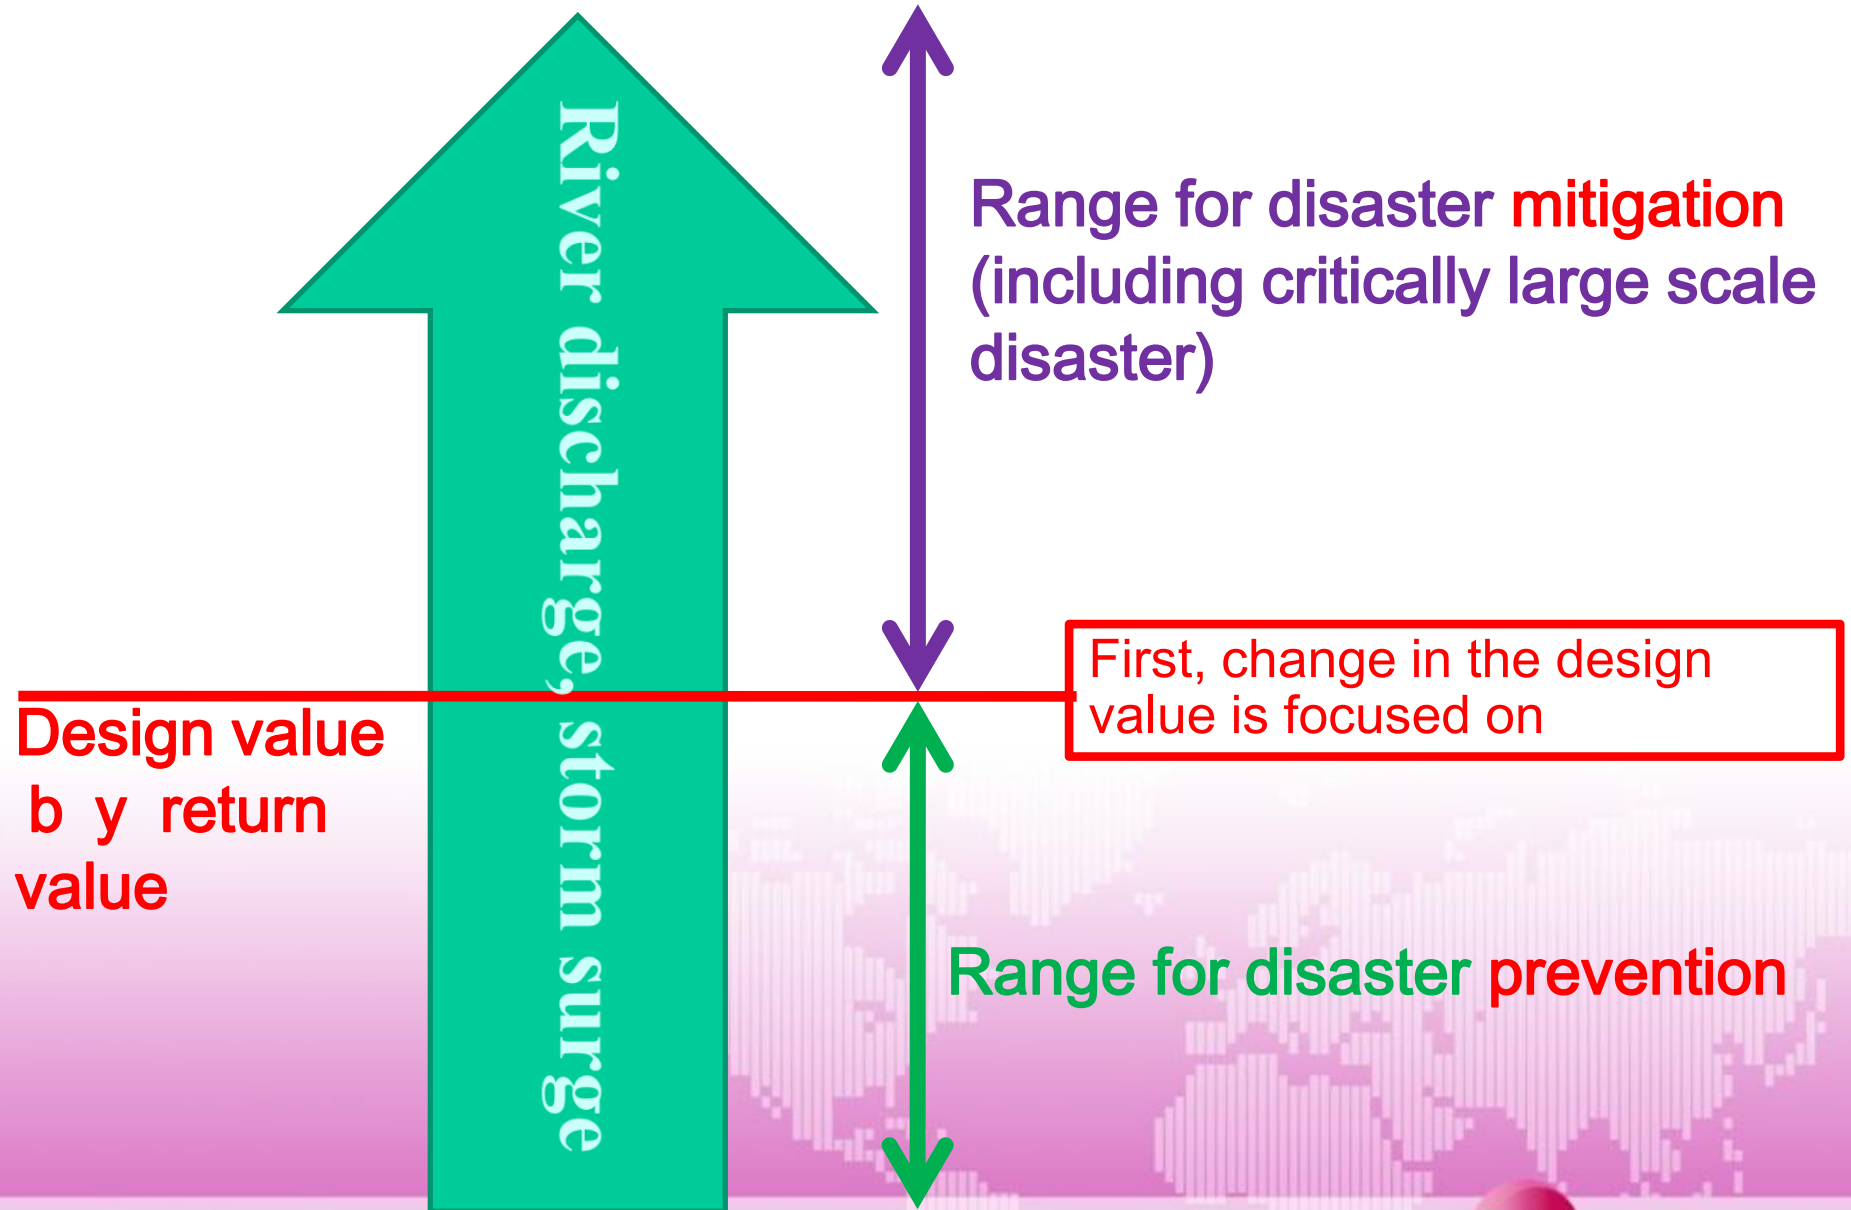 River discharge, storm surge
Range for disaster mitigation
(including critically large scale
disaster)
First, change in the design
value is focused on
Design value
b y return
value
Range for disaster prevention